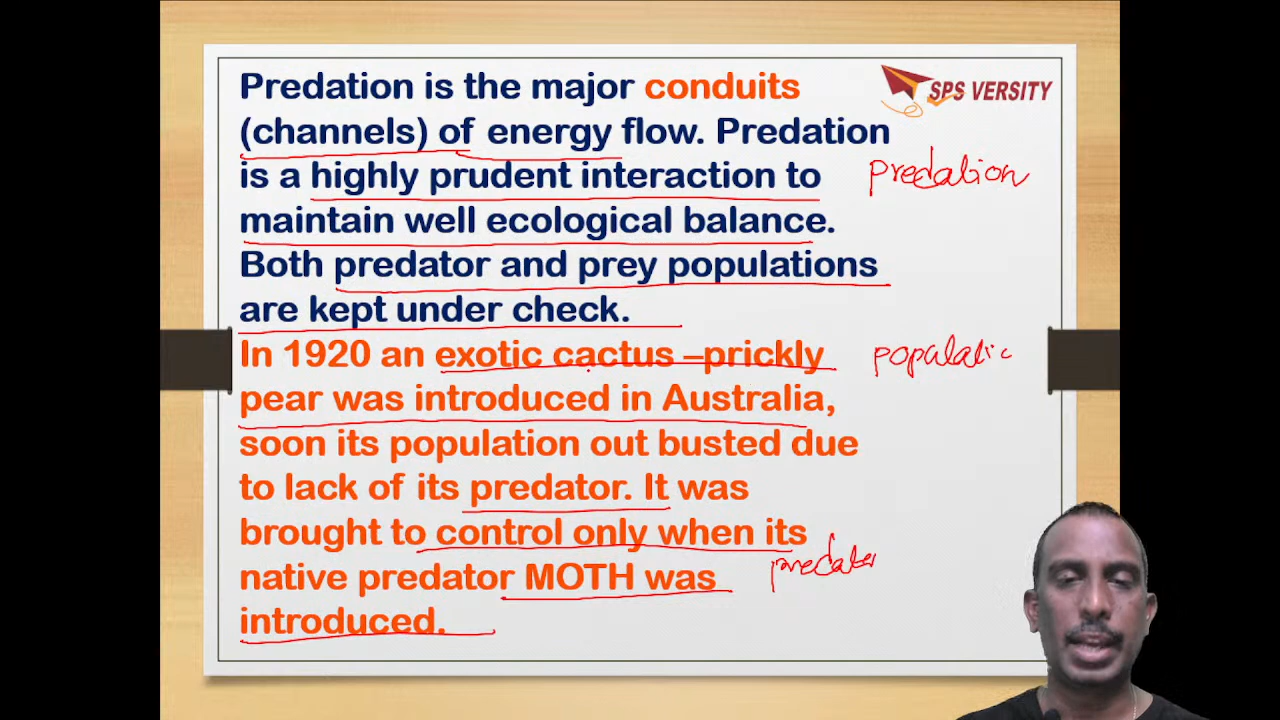 Predation is the major conduits
(channels) of energy flow. Predation
is a highly prudent interaction to
maintain well ecological balance.
Both predator and prey populations
are kept under check.
In 1920 an exotic cactus –prickly
pear was introduced in Australia,
soon its population out busted due
to lack of its predator. It was
brought to control only when its
native predator MOTH was
introduced.
SPS VERSITY
predation
populatic
predater